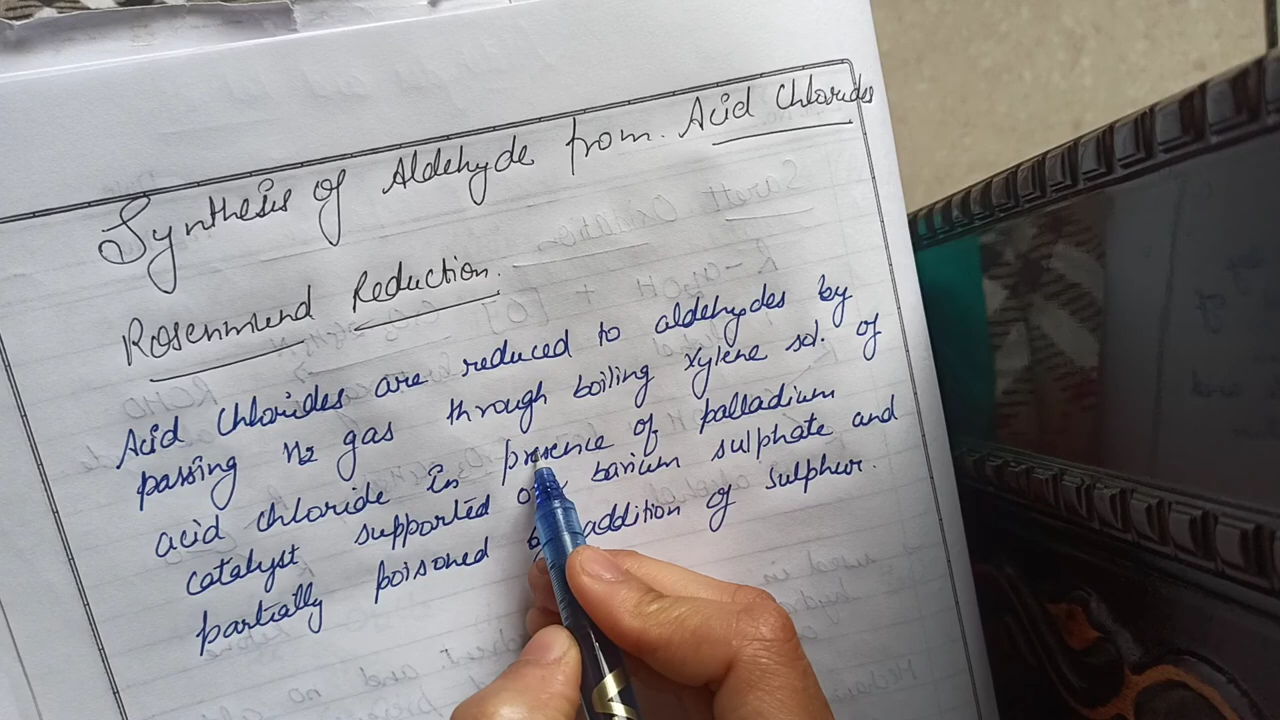 Synthesis of Aldehyde from Acid Chlorides
Rosenmund Reduction.
Acid Chlorides are reduced to aldehydes by
passing H2 gas through boiling xylene sol. of
acid chloride in presence of palladium
catalyst supported on barium sulphate and
partially poisoned by addition of sulphur.